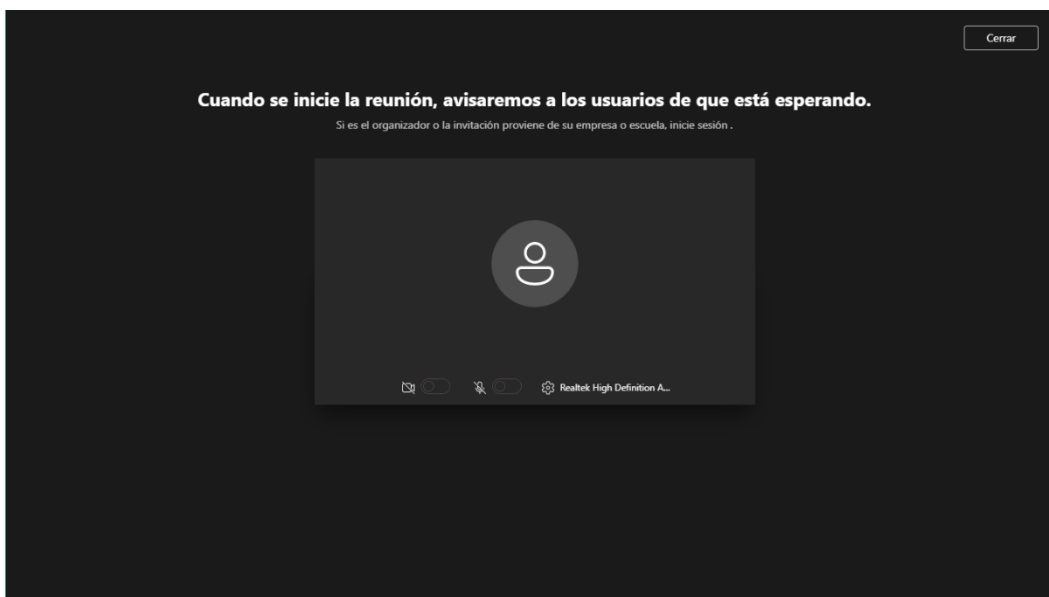 Cerrar
Cuando se inicie la reunión, avisaremos a los usuarios de que está esperando.
Si es el organizador o la invitación proviene de su empresa o escuela, inicie sesión .
Realtek High Definition A...